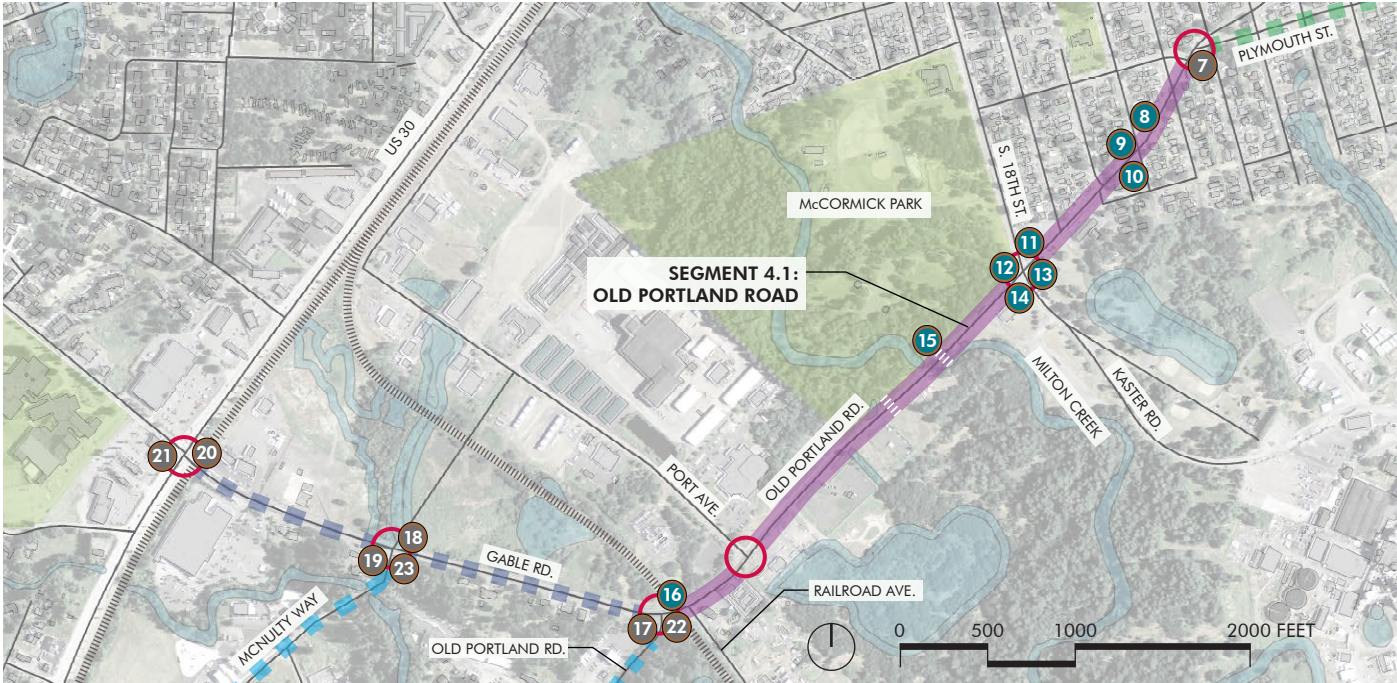 PLYMOUTH ST.
7
US 30
8
9
S. 18TH ST.
10
McCORMICK PARK
11
SEGMENT 4.1:
OLD PORTLAND ROAD
12
13
14
15
MILTON CREEK
KASTER RD.
OLD PORTLAND RD.
21
20
PORT AVE.
18
19
23
GABLE RD.
16
RAILROAD AVE.
17
22
MCNULTY WAY
OLD PORTLAND RD.
0 500 1000 2000 FEET